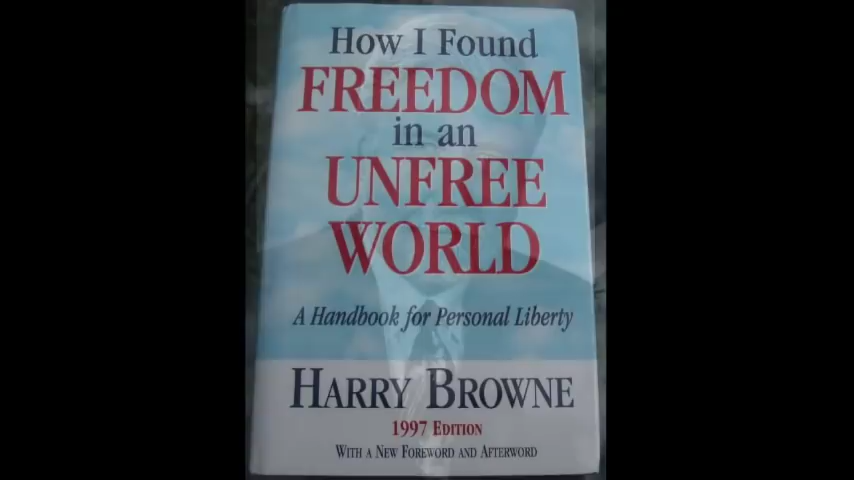 How I Found
FREEDOM
in an
UNFREE
WORLD
A Handbook for Personal Liberty
HARRY BROWNE
1997 EDITION
WITH A NEW FOREWORD AND AFTERWORD